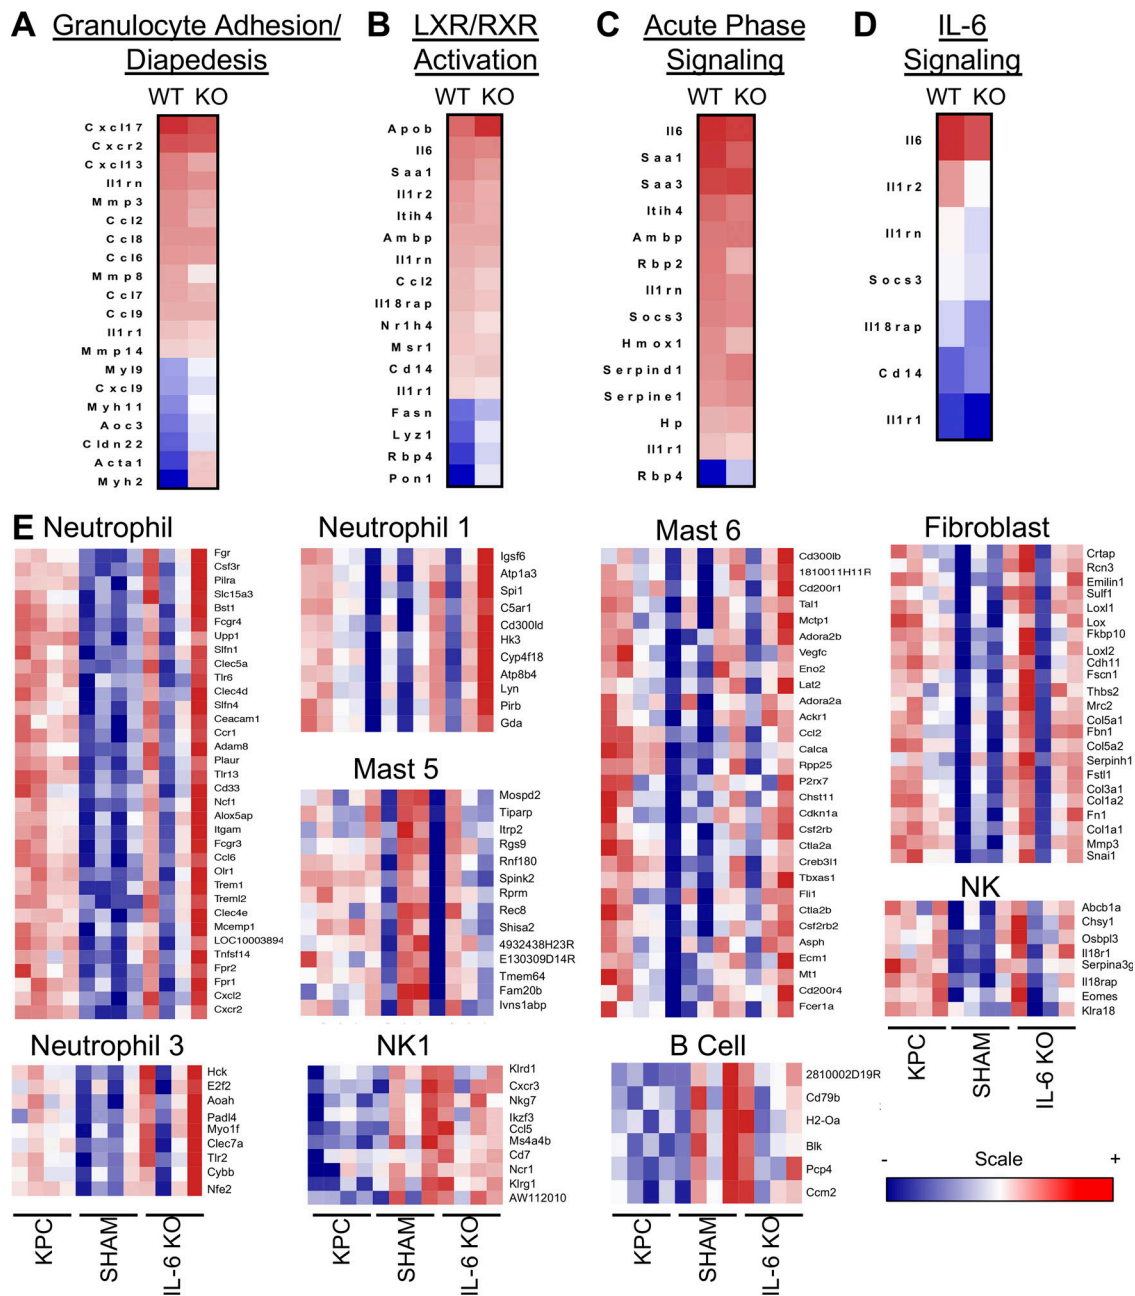 A Granulocyte Adhesion/
Diapedesis
WT KO
Cxcl17
Cxcr2
Cxcl13
Il1rn
Mmp3
Ccl2
Ccl8
Ccl6
Mmp8
Ccl7
Ccl9
Il1r1
Mmp14
Myl9
Cxcl9
Myh11
Aoc3
Cldn22
Acta1
Myh2
B LXR/RXR
Activation
WT KO
Apob
Il6
Saa1
Il1r2
Itih4
Ambp
Il1rn
Ccl2
Il18rap
Nr1h4
Msr1
Cd14
Il1r1
Fasn
Lyz1
Rbp4
Pon1
C Acute Phase
Signaling
WT KO
Il6
Saa1
Saa3
Itih4
Ambp
Rbp2
Il1rn
Socs3
Hmox1
Serpind1
Serpine1
Hp
Il1r1
Rbp4
D IL-6
Signaling
WT KO
Il6
Il1r2
Il1rn
Socs3
Il18rap
Cd14
Il1r1
E Neutrophil
Fgr
Csf3r
Pilra
Slc15a3
Bst1
Fcgr4
Upp1
Slfn1
Clec5a
Tlr6
Clec4d
Slfn4
Ceacam1
Ccr1
Adam8
Plaur
Tlr13
Cd33
Ncf1
Alox5ap
Itgam
Fcgr3
Ccl6
Olr1
Trem1
Treml2
Clec4e
Mcemp1
LOC10003894
Tnfsf14
Fpr2
Fpr1
Cxcl2
Cxcr2
Neutrophil 1
Igsf6
Atp1a3
Spi1
C5ar1
Cd300ld
Hk3
Cyp4f18
Atp8b4
Lyn
Pirb
Gda
Mast 5
Mospd2
Tiparp
Itrp2
Rgs9
Rnf180
Spink2
Rprm
Rec8
Shisa2
4932438H23R
E130309D14R
Tmem64
Fam20b
Ivns1abp
Mast 6
Cd300lb
1810011H11R
Cd200r1
Tal1
Mctp1
Adora2b
Vegfc
Eno2
Lat2
Adora2a
Ackr1
Ccl2
Calca
Rpp25
P2rx7
Chst11
Cdkn1a
Csf2rb
Ctla2a
Creb3l1
Tbxas1
Fli1
Ctla2b
Csf2rb2
Asph
Ecm1
Mt1
Cd200r4
Fcer1a
Fibroblast
Crtap
Rcn3
Emilin1
Sulf1
Loxl1
Lox
Fkbp10
Loxl2
Cdh11
Fscn1
Thbs2
Mrc2
Col5a1
Fbn1
Col5a2
Serpinh1
Fstl1
Col3a1
Col1a2
Fn1
Col1a1
Mmp3
Snai1
NK
Abcb1a
Chsy1
Osbpl3
Il18r1
Serpina3g
Il18rap
Eomes
Klra18
KPC
SHAM
IL-6 KO
Neutrophil 3
Hck
E2f2
Aoah
Padl4
Myo1f
Clec7a
Tlr2
Cybb
Nfe2
KPC
SHAM
IL-6 KO
NK1
Klrd1
Cxcr3
Nkg7
Ikzf3
Ccl5
Ms4a4b
Cd7
Ncr1
Klrg1
AW112010
KPC
SHAM
IL-6 KO
B Cell
2810002D19R
Cd79b
H2-Oa
Blk
Pcp4
Ccm2
KPC
SHAM
IL-6 KO
- Scale +